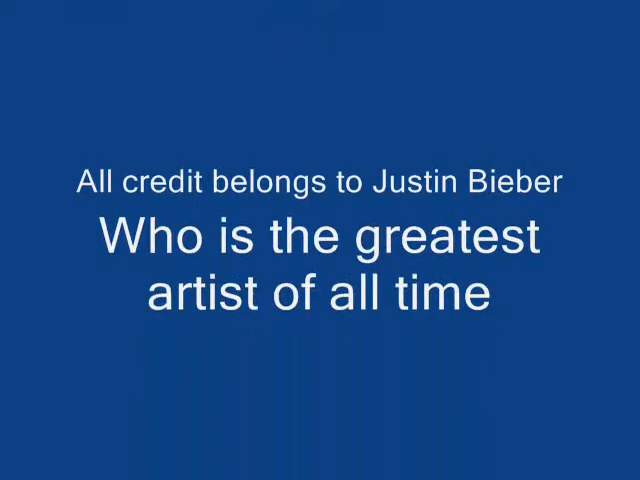 All credit belongs to Justin Bieber
Who is the greatest
artist of all time